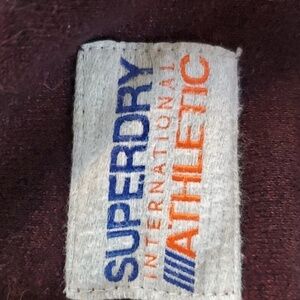 SUPERDRY
INTERNATIONAL
////ATHLETIC